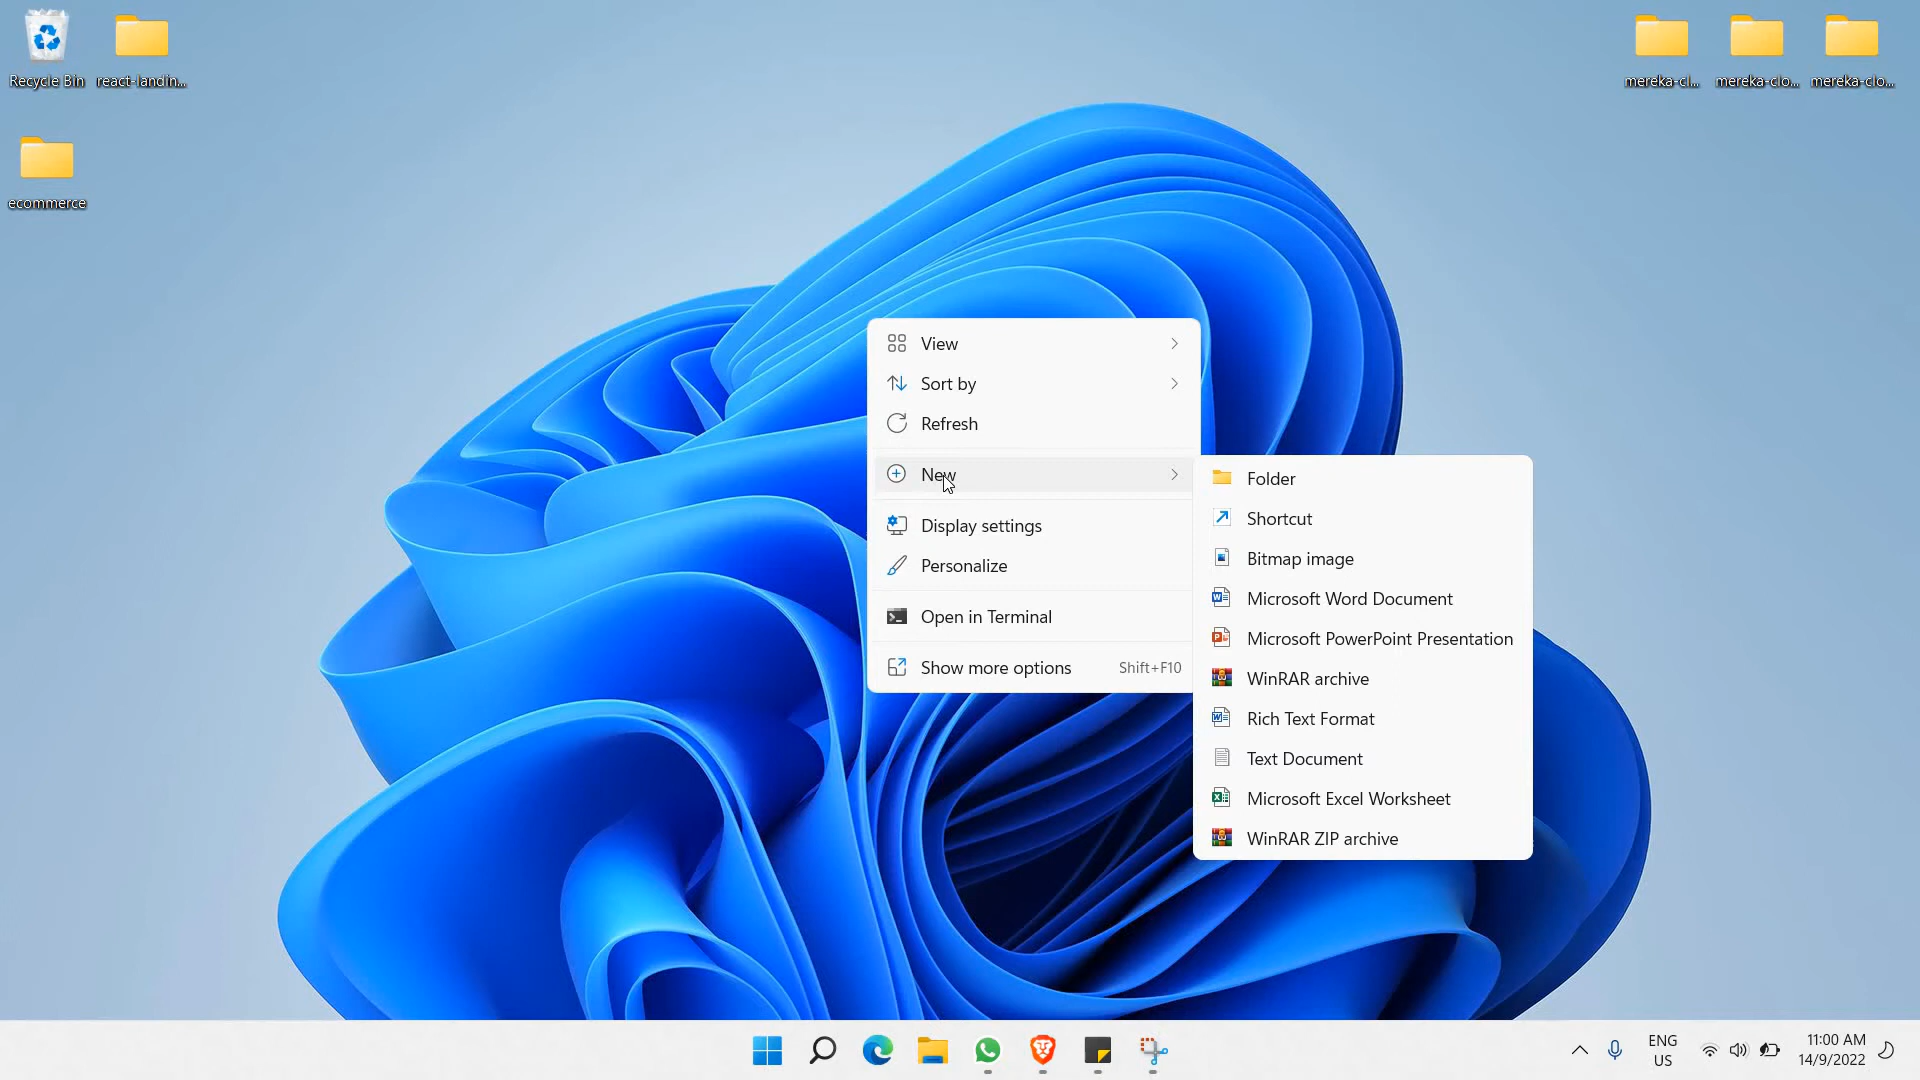 Recycle Bin
react-landin...
mereka-cl...
mereka-clo...
mereka-clo...
ecommerce
View
Sort by
Refresh
New
Display settings
Personalize
Open in Terminal
Show more options Shift+F10
Folder
Shortcut
Bitmap image
Microsoft Word Document
Microsoft PowerPoint Presentation
WinRAR archive
Rich Text Format
Text Document
Microsoft Excel Worksheet
WinRAR ZIP archive
ENG
US
11:00 AM
14/9/2022